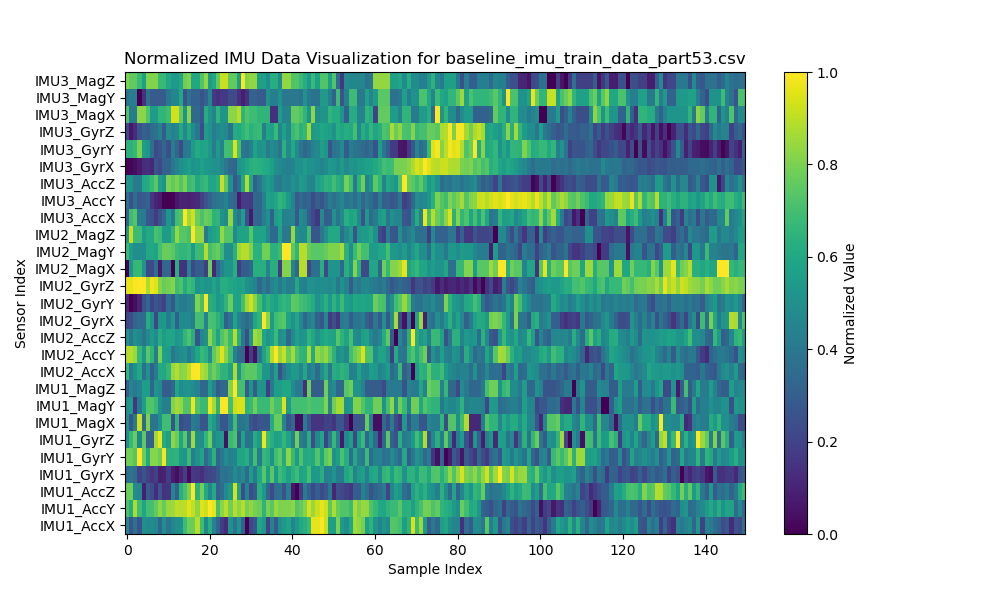 Normalized IMU Data Visualization for baseline_imu_train_data_part53.csv
IMU3_MagZ
IMU3_MagY
IMU3_MagX
IMU3_GyrZ
IMU3_GyrY
IMU3_GyrX
IMU3_AccZ
IMU3_AccY
IMU3_AccX
IMU2_MagZ
IMU2_MagY
IMU2_MagX
IMU2_GyrZ
IMU2_GyrY
IMU2_GyrX
IMU2_AccZ
IMU2_AccY
IMU2_AccX
IMU1_MagZ
IMU1_MagY
IMU1_MagX
IMU1_GyrZ
IMU1_GyrY
IMU1_GyrX
IMU1_AccZ
IMU1_AccY
IMU1_AccX
Sensor Index
0 20 40 60 80 100 120 140
Sample Index
1.0
0.8
0.6
0.4
0.2
0.0
Normalized Value